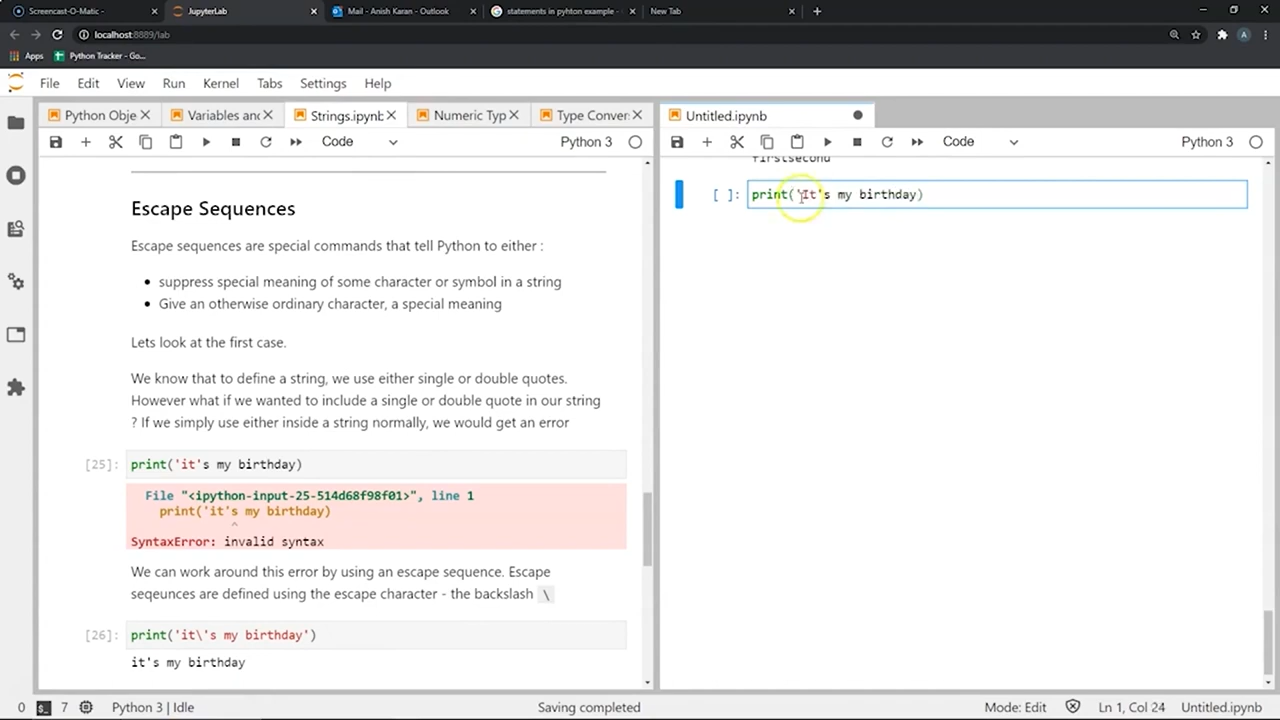 Screencast-O-Matic -
JupyterLab
Mail - Anish Karan - Outlook
statements in pyhton example -
New Tab
localhost:8889/lab
A
Apps
Python Tracker - Go...
File Edit View Run Kernel Tabs Settings Help
Python Obje
Variables and
Strings.ipynb
Numeric Typ
Type Conver
Untitled.ipynb
Code
Python 3
Code
Python 3
Escape Sequences
Escape sequences are special commands that tell Python to either :
suppress special meaning of some character or symbol in a string
Give an otherwise ordinary character, a special meaning
Lets look at the first case.
We know that to define a string, we use either single or double quotes.
However what if we wanted to include a single or double quote in our string
? If we simply use either inside a string normally, we would get an error
[25]: print('it's my birthday)
File "<ipython-input-25-514d68f98f01>", line 1
print('it's my birthday)
^
SyntaxError: invalid syntax
We can work around this error by using an escape sequence. Escape
seqeunces are defined using the escape character - the backslash \
[26]: print('it\'s my birthday')
it's my birthday
firstsecond
[ ]: print('It's my birthday)
0
7
Python 3 | Idle
Saving completed
Mode: Edit
Ln 1, Col 24
Untitled.ipynb